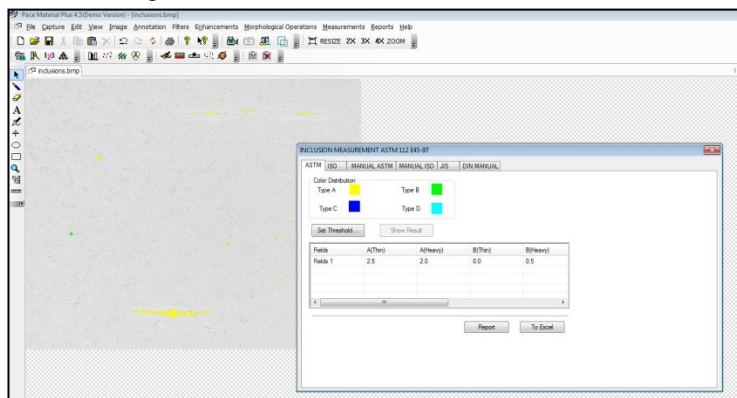 Pace Material Plus 4.5(Demo Version) - [inclusions.bmp]
File Capture Edit View Image Annotation Filters Enhancements Morphological Operations Measurements Reports Help
RESIZE 2X 3X 4X ZOOM
123
inclusions.bmp
A
INCLUSION MEASUREMENT ASTM 112 E45-97
ASTM ISO MANUAL ASTM MANUAL ISO JIS DIN MANUAL
Color Distribution
Type A Type B
Type C Type D
Set Threshold... Show Result
Fields A(Thin) A(Heavy) B(Thin) B(Heavy)
Fields 1 2.5 2.0 0.0 0.5
Report To Excel